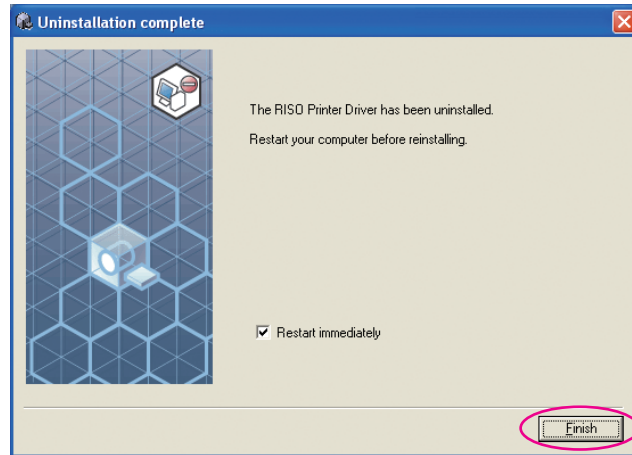 Uninstallation complete
The RISO Printer Driver has been uninstalled.
Restart your computer before reinstalling.
Restart immediately
Finish